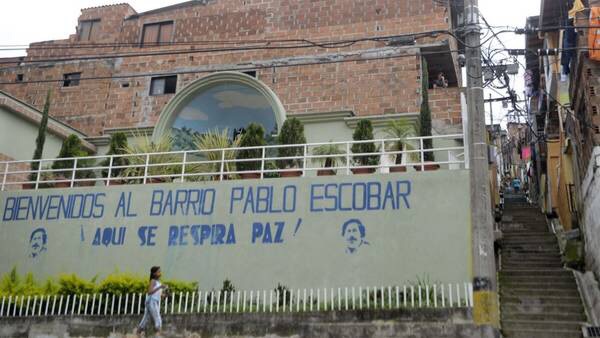 BIENVENIDOS AL BARRIO PABLO ESCOBAR
¡AQUI SE RESPIRA PAZ!